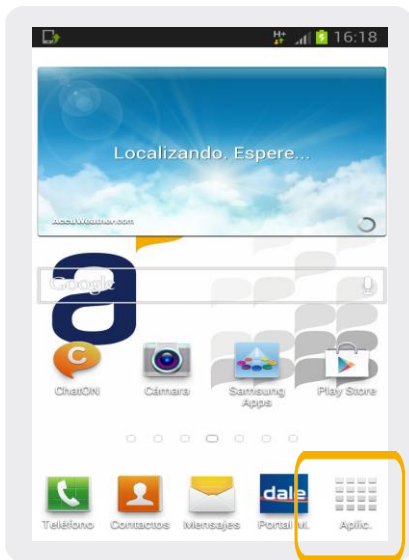 H+ 16:18
Localizando. Espere...
AccuWeather.com
a
Google
C
ChatON Cámara Samsung Apps Play Store
dale
Teléfono Contactos Mensajes Portal M. Aplic.